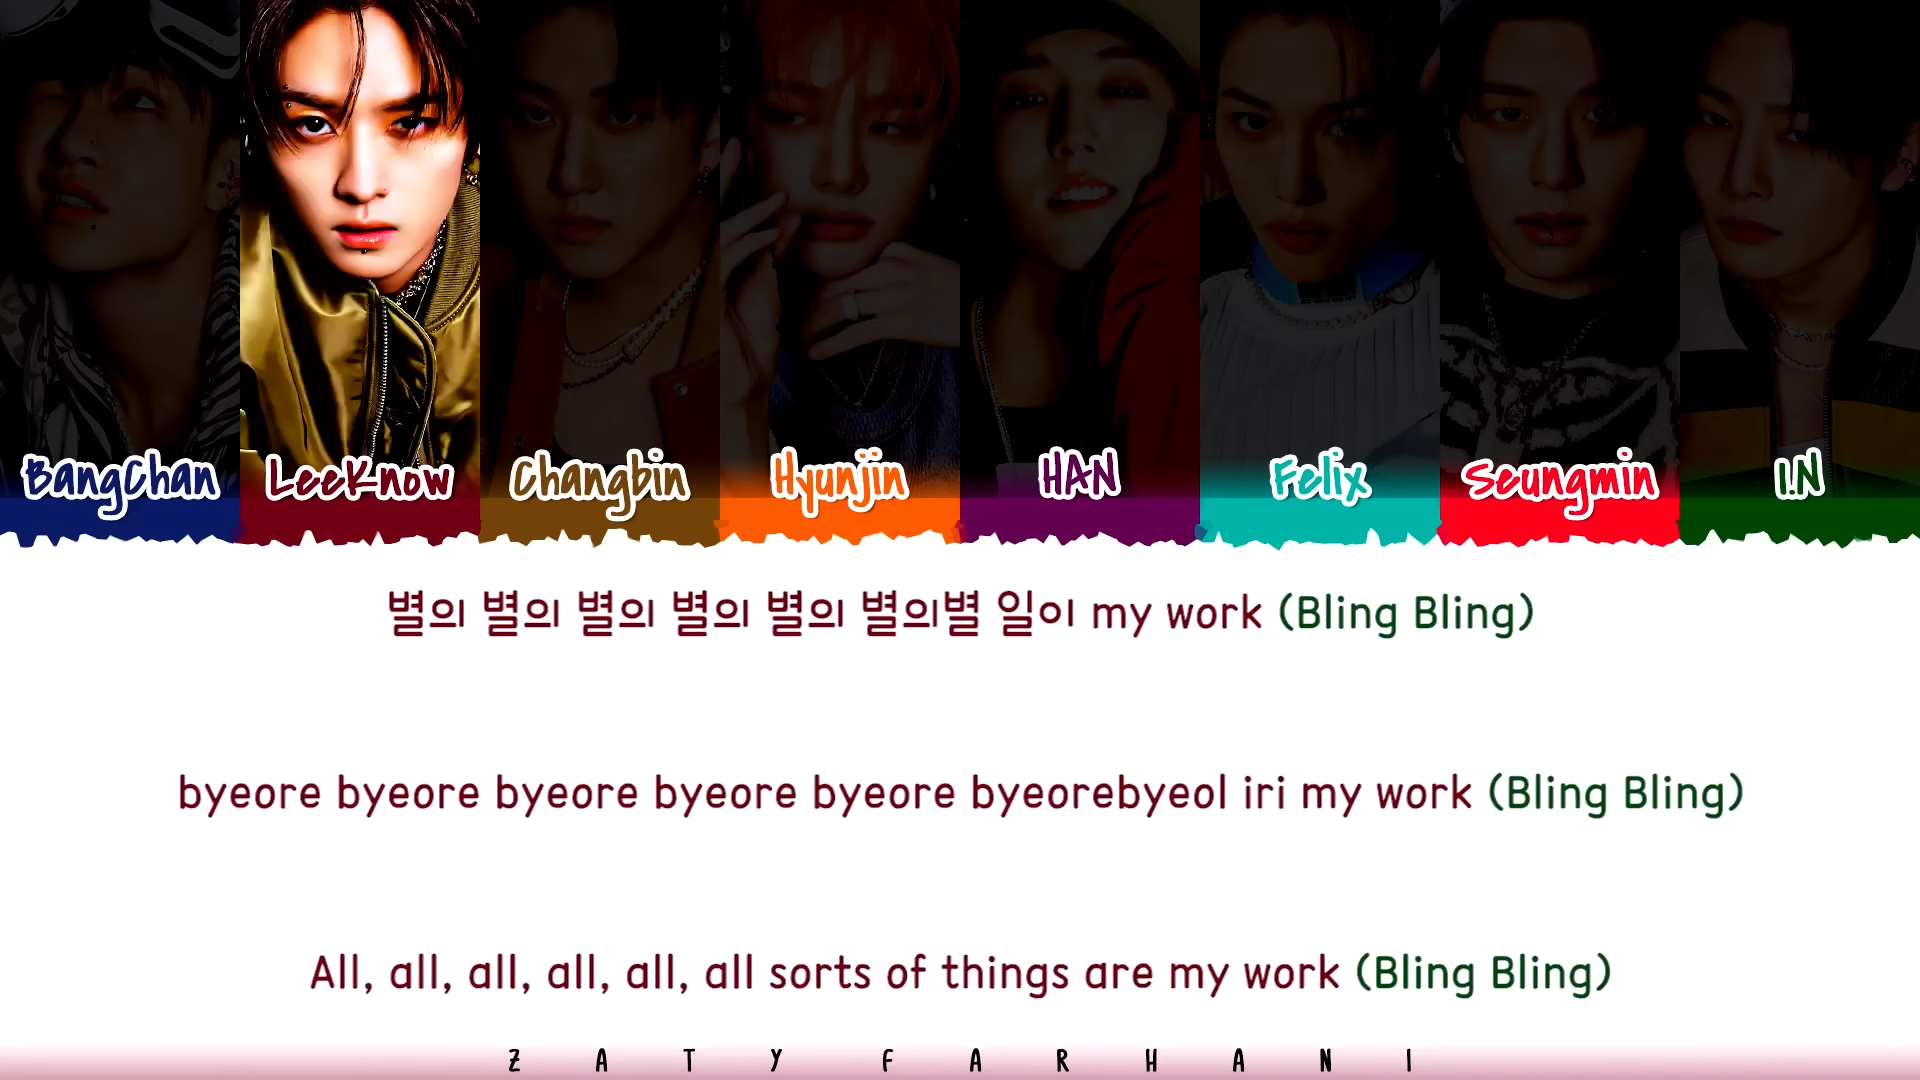 BangChan LeeKnow Changbin Hyunjin HAN Felix Seungmin I.N
별의 별의 별의 별의 별의 별의별 일이 my work (Bling Bling)
byeore byeore byeore byeore byeore byeorebyeol iri my work (Bling Bling)
All, all, all, all, all, all sorts of things are my work (Bling Bling)
ZATY FARHANI